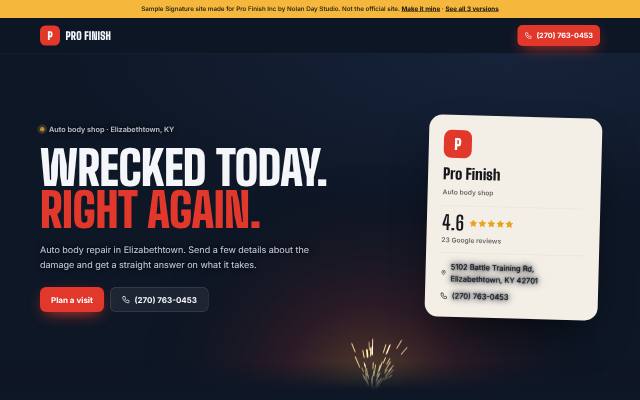 Sample Signature site made for Pro Finish Inc by Nolan Day Studio. Not the official site. Make it mine · See all 3 versions
P PRO FINISH
(270) 763-0453
Auto body shop · Elizabethtown, KY
WRECKED TODAY.
RIGHT AGAIN.
Auto body repair in Elizabethtown. Send a few details about the
damage and get a straight answer on what it takes.
Plan a visit
(270) 763-0453
P
Pro Finish
Auto body shop
4.6 ★★★★★
23 Google reviews
5102 Battle Training Rd,
Elizabethtown, KY 42701
(270) 763-0453